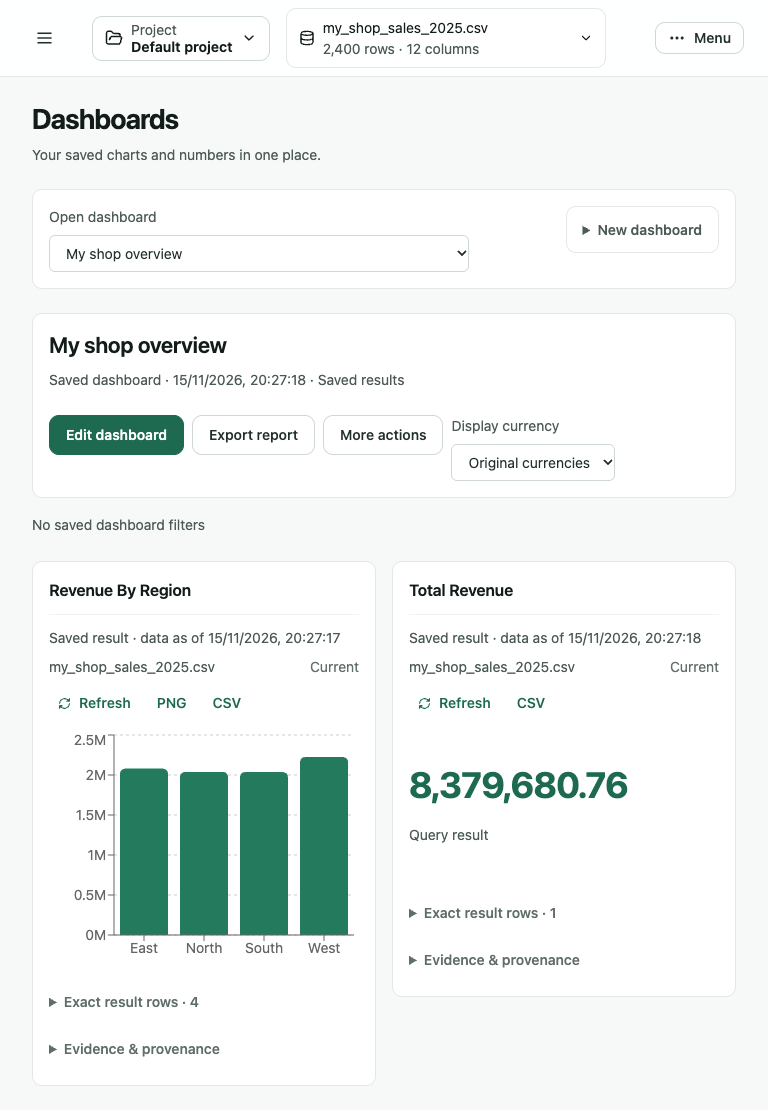 Project
Default project
my_shop_sales_2025.csv
2,400 rows · 12 columns
Menu
Dashboards
Your saved charts and numbers in one place.
Open dashboard
My shop overview
New dashboard
My shop overview
Saved dashboard · 15/11/2026, 20:27:18 · Saved results
Edit dashboard
Export report
More actions
Display currency
Original currencies
No saved dashboard filters
Revenue By Region
Saved result · data as of 15/11/2026, 20:27:17
my_shop_sales_2025.csv
Current
Refresh
PNG
CSV
2.5M
2M
1.5M
1M
0.5M
0M
East
North
South
West
Exact result rows · 4
Evidence & provenance
Total Revenue
Saved result · data as of 15/11/2026, 20:27:18
my_shop_sales_2025.csv
Current
Refresh
CSV
8,379,680.76
Query result
Exact result rows · 1
Evidence & provenance